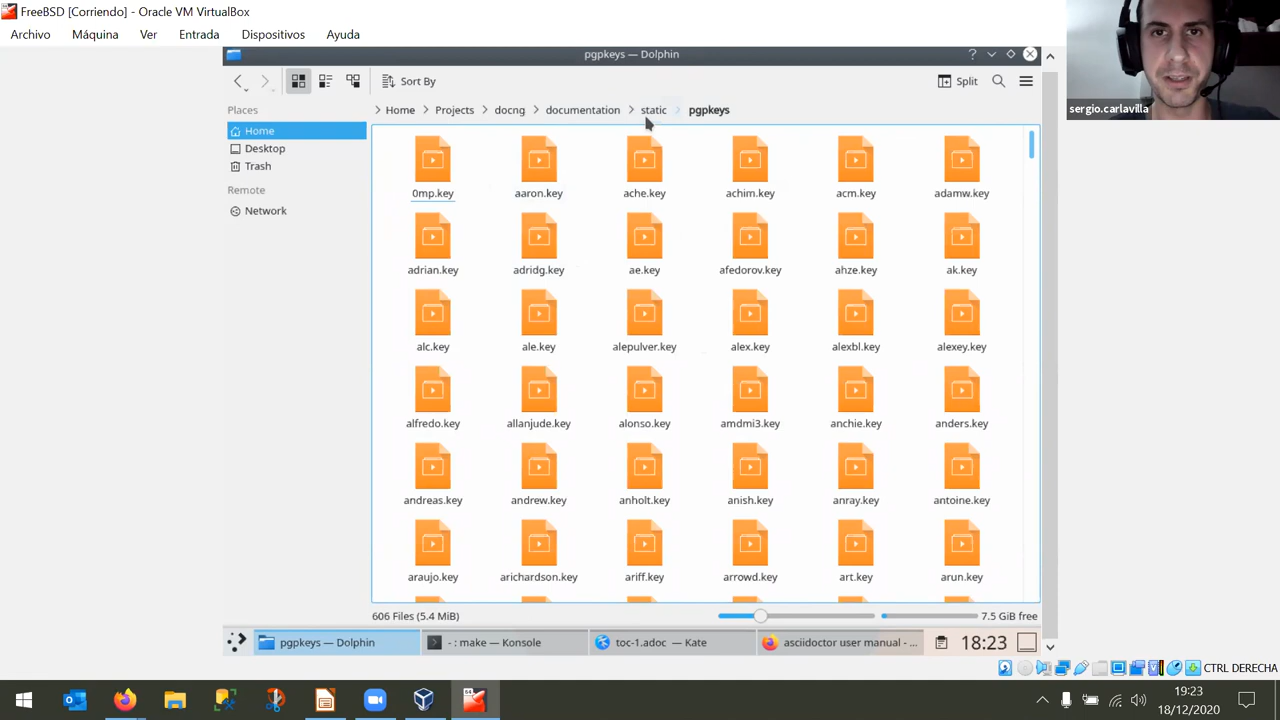 FreeBSD [Corriendo] - Oracle VM VirtualBox
Archivo Máquina Ver Entrada Dispositivos Ayuda
sergio.carlavilla
pgpkeys — Dolphin
Sort By Split
Home Projects docng documentation static pgpkeys
Places
Home
Desktop
Trash
Remote
Network
0mp.key aaron.key ache.key achim.key acm.key adamw.key
adrian.key adridg.key ae.key afedorov.key ahze.key ak.key
alc.key ale.key alepulver.key alex.key alexbl.key alexey.key
alfredo.key allanjude.key alonso.key amdmi3.key anchie.key anders.key
andreas.key andrew.key anholt.key anish.key anray.key antoine.key
araujo.key arichardson.key ariff.key arrowd.key art.key arun.key
606 Files (5.4 MiB) 7.5 GiB free
pgpkeys — Dolphin - : make — Konsole toc-1.adoc — Kate asciidoctor user manual - ... 18:23
CTRL DERECHA
19:23
18/12/2020